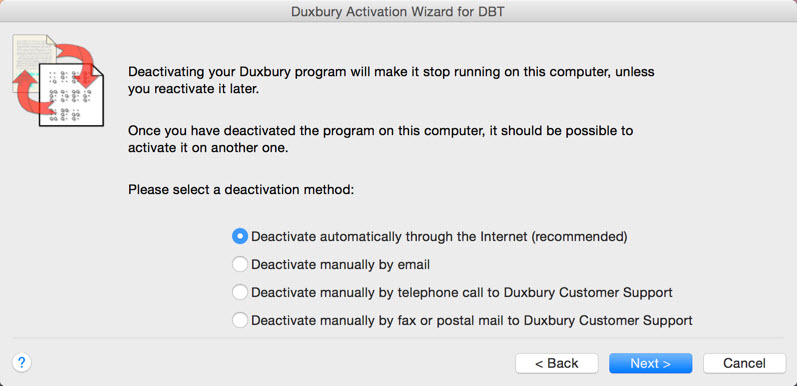 Duxbury Activation Wizard for DBT
Deactivating your Duxbury program will make it stop running on this computer, unless
you reactivate it later.
Once you have deactivated the program on this computer, it should be possible to
activate it on another one.
Please select a deactivation method:
Deactivate automatically through the Internet (recommended)
Deactivate manually by email
Deactivate manually by telephone call to Duxbury Customer Support
Deactivate manually by fax or postal mail to Duxbury Customer Support
?
< Back
Next >
Cancel